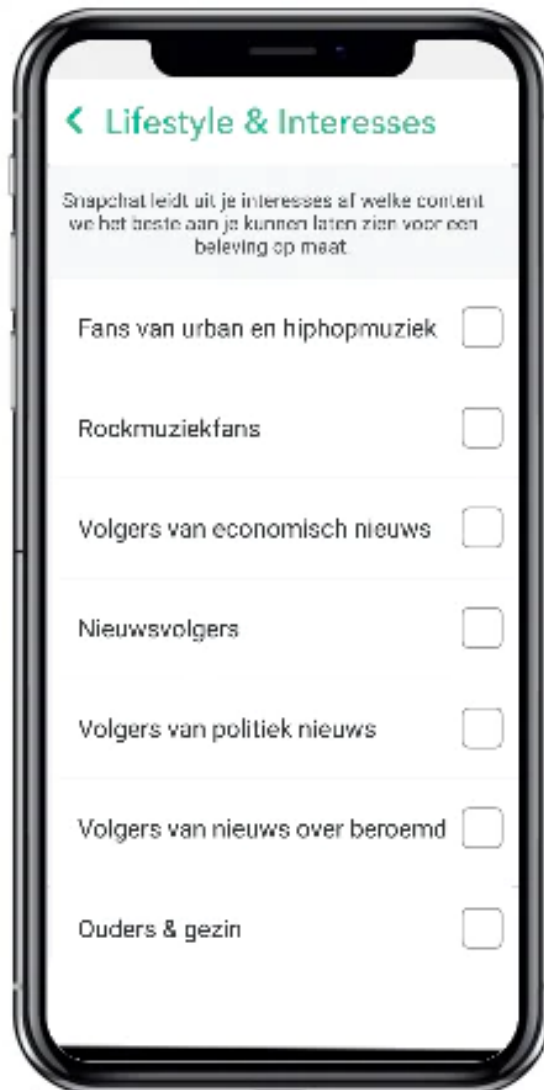 Lifestyle & Interesses
Snapchat leidt uit je interesses af welke content
we het beste aan je kunnen laten zien voor een
beleving op maat.
Fans van urban en hiphopmuziek
Rockmuziekfans
Volgers van economisch nieuws
Nieuwsvolgers
Volgers van politiek nieuws
Volgers van nieuws over beroemd
Ouders & gezin